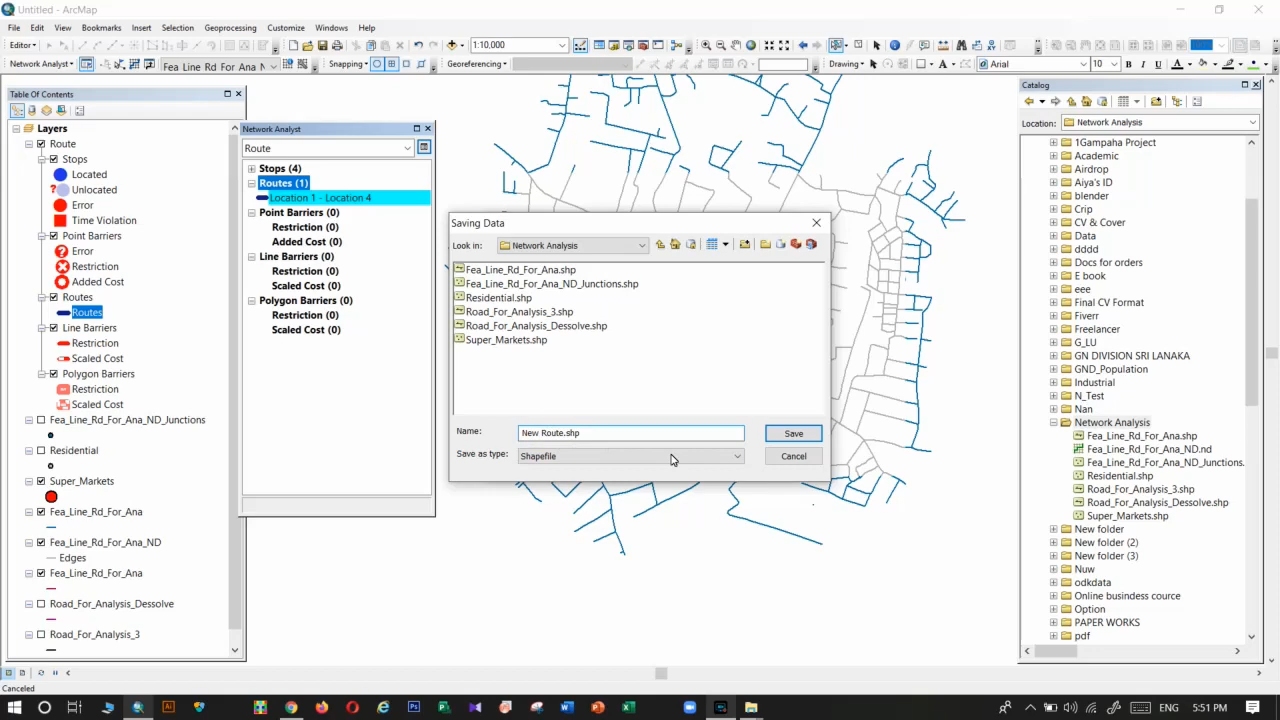 Untitled - ArcMap
File Edit View Bookmarks Insert Selection Geoprocessing Customize Windows Help
Editor 1:10,000
Network Analyst Fea_Line_Rd_For_Ana_N Snapping Georeferencing Drawing Arial 10 B I U A
Table Of Contents
Layers
Route
Stops
Located
Unlocated
Error
Time Violation
Point Barriers
Error
Restriction
Added Cost
Routes
Routes
Line Barriers
Restriction
Scaled Cost
Polygon Barriers
Restriction
Scaled Cost
Fea_Line_Rd_For_Ana_ND_Junctions
Residential
Super_Markets
Fea_Line_Rd_For_Ana
Fea_Line_Rd_For_Ana_ND
Edges
Fea_Line_Rd_For_Ana
Road_For_Analysis_Dessolve
Road_For_Analysis_3
Network Analyst
Route
Stops (4)
Routes (1)
Location 1 - Location 4
Point Barriers (0)
Restriction (0)
Added Cost (0)
Line Barriers (0)
Restriction (0)
Scaled Cost (0)
Polygon Barriers (0)
Restriction (0)
Scaled Cost (0)
Saving Data
Look in: Network Analysis
Fea_Line_Rd_For_Ana.shp
Fea_Line_Rd_For_Ana_ND_Junctions.shp
Residential.shp
Road_For_Analysis_3.shp
Road_For_Analysis_Dessolve.shp
Super_Markets.shp
Name: New Route.shp Save
Save as type: Shapefile Cancel
Catalog
Location: Network Analysis
1Gampaha Project
Academic
Airdrop
Aiya's ID
blender
Crip
CV & Cover
Data
dddd
Docs for orders
E book
eee
Final CV Format
Fiverr
Freelancer
G_LU
GN DIVISION SRI LANAKA
GND_Population
Industrial
N_Test
Nan
Network Analysis
Fea_Line_Rd_For_Ana.shp
Fea_Line_Rd_For_Ana_ND.nd
Fea_Line_Rd_For_Ana_ND_Junctions.
Residential.shp
Road_For_Analysis_3.shp
Road_For_Analysis_Dessolve.shp
Super_Markets.shp
New folder
New folder (2)
New folder (3)
Nuw
odkdata
Online busindess cource
Option
PAPER WORKS
pdf
Canceled
ENG 5:51 PM